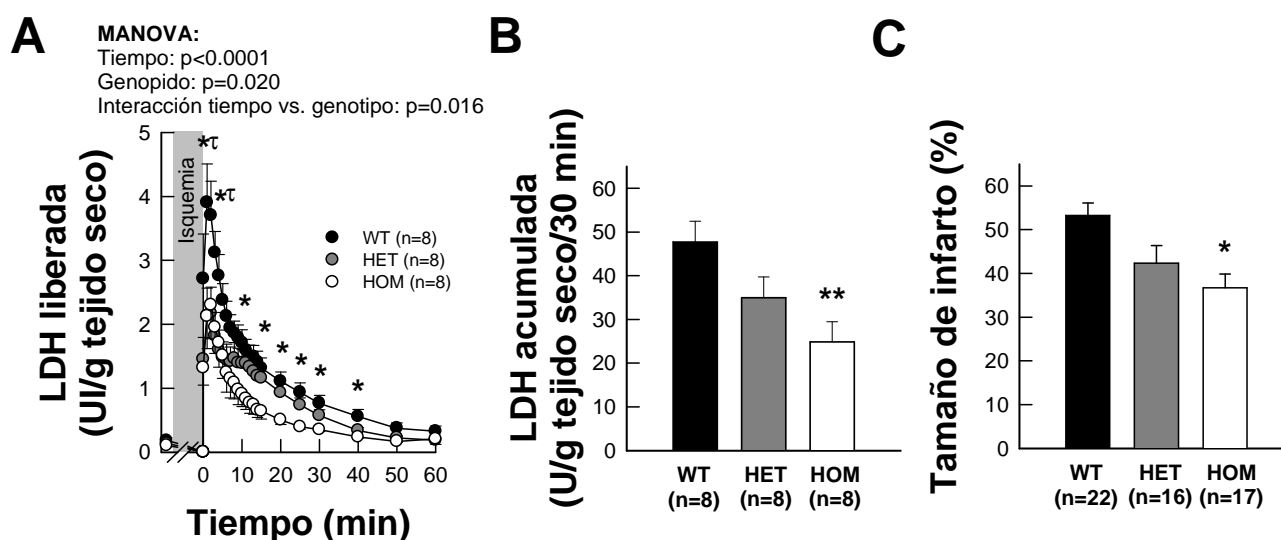 A
MANOVA:
Tiempo: p<0.0001
Genopido: p=0.020
Interacción tiempo vs. genotipo: p=0.016
LDH liberada
(UI/g tejido seco)
5
4
3
2
1
0
Isquemia
*τ
*τ
*
*
*
*
*
*
WT (n=8)
HET (n=8)
HOM (n=8)
0 10 20 30 40 50 60
Tiempo (min)
B
LDH acumulada
(U/g tejido seco/30 min)
60
50
40
30
20
10
0
**
WT HET HOM
(n=8) (n=8) (n=8)
C
Tamaño de infarto (%)
60
50
40
30
20
10
0
*
WT HET HOM
(n=22) (n=16) (n=17)